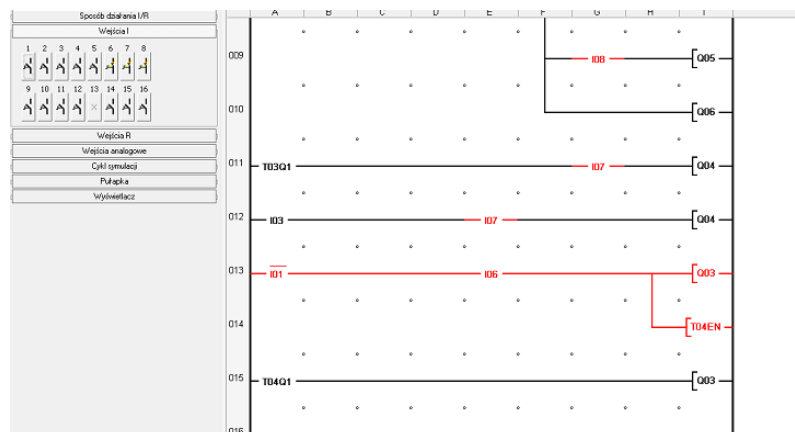 Sposób działania I/R
Wejścia I
1 2 3 4 5 6 7 8
9 10 11 12 13 14 15 16
Wejścia R
Wejścia analogowe
Cykl symulacji
Pułapka
Wyświetlacz
A B C D E F G H I
009 I08 [Q05
010 [Q06
011 T03Q1 I07 [Q04
012 I03 I07 [Q04
013 I01 I06 [Q03
014 [T04EN
015 T04Q1 [Q03
016